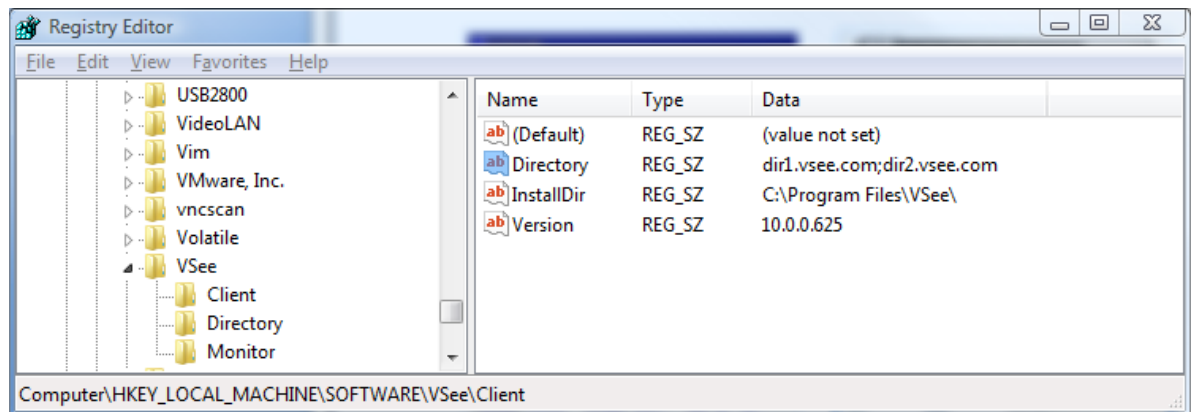 Registry Editor
File Edit View Favorites Help
USB2800
VideoLAN
Vim
VMware, Inc.
vncscan
Volatile
VSee
Client
Directory
Monitor
Name Type Data
(Default) REG_SZ (value not set)
Directory REG_SZ dir1.vsee.com;dir2.vsee.com
InstallDir REG_SZ C:\Program Files\VSee\
Version REG_SZ 10.0.0.625
Computer\HKEY_LOCAL_MACHINE\SOFTWARE\VSee\Client